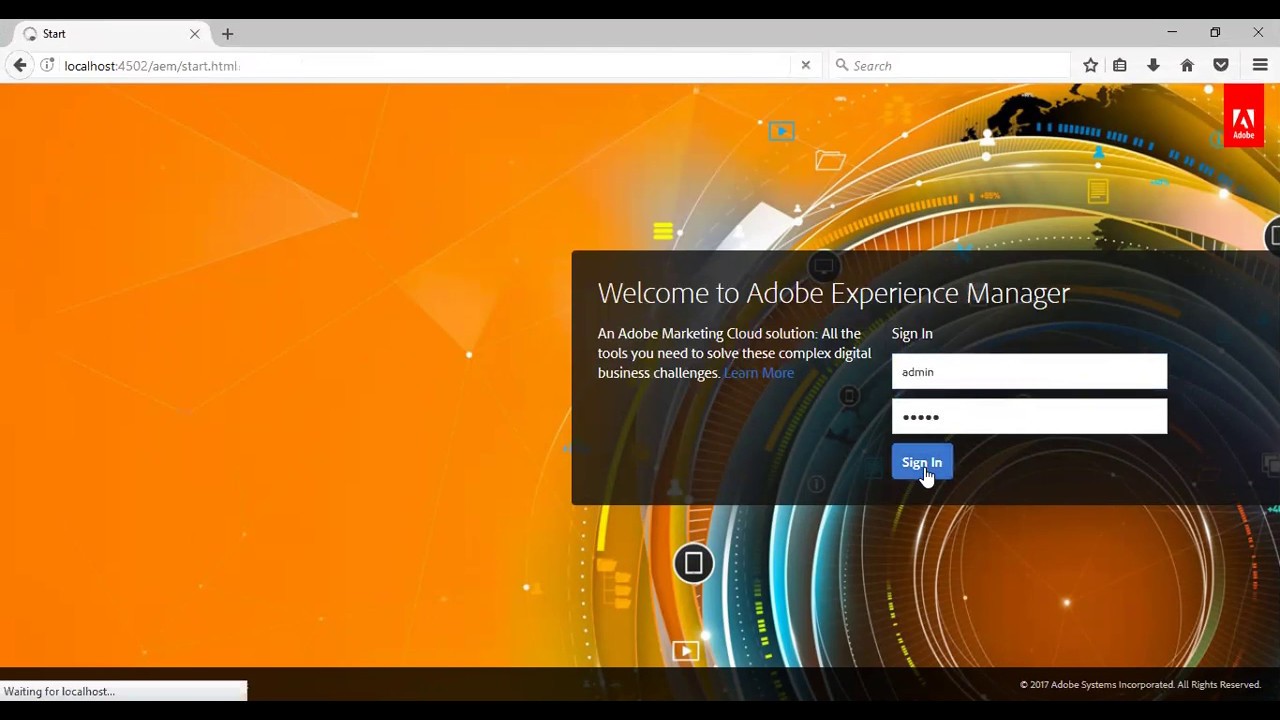 Start
localhost:4502/aem/start.html
Search
Adobe
+55%
Welcome to Adobe Experience Manager
An Adobe Marketing Cloud solution: All the
tools you need to solve these complex digital
business challenges. Learn More
Sign In
admin
•••••
Sign In
Waiting for localhost...
© 2017 Adobe Systems Incorporated. All Rights Reserved.